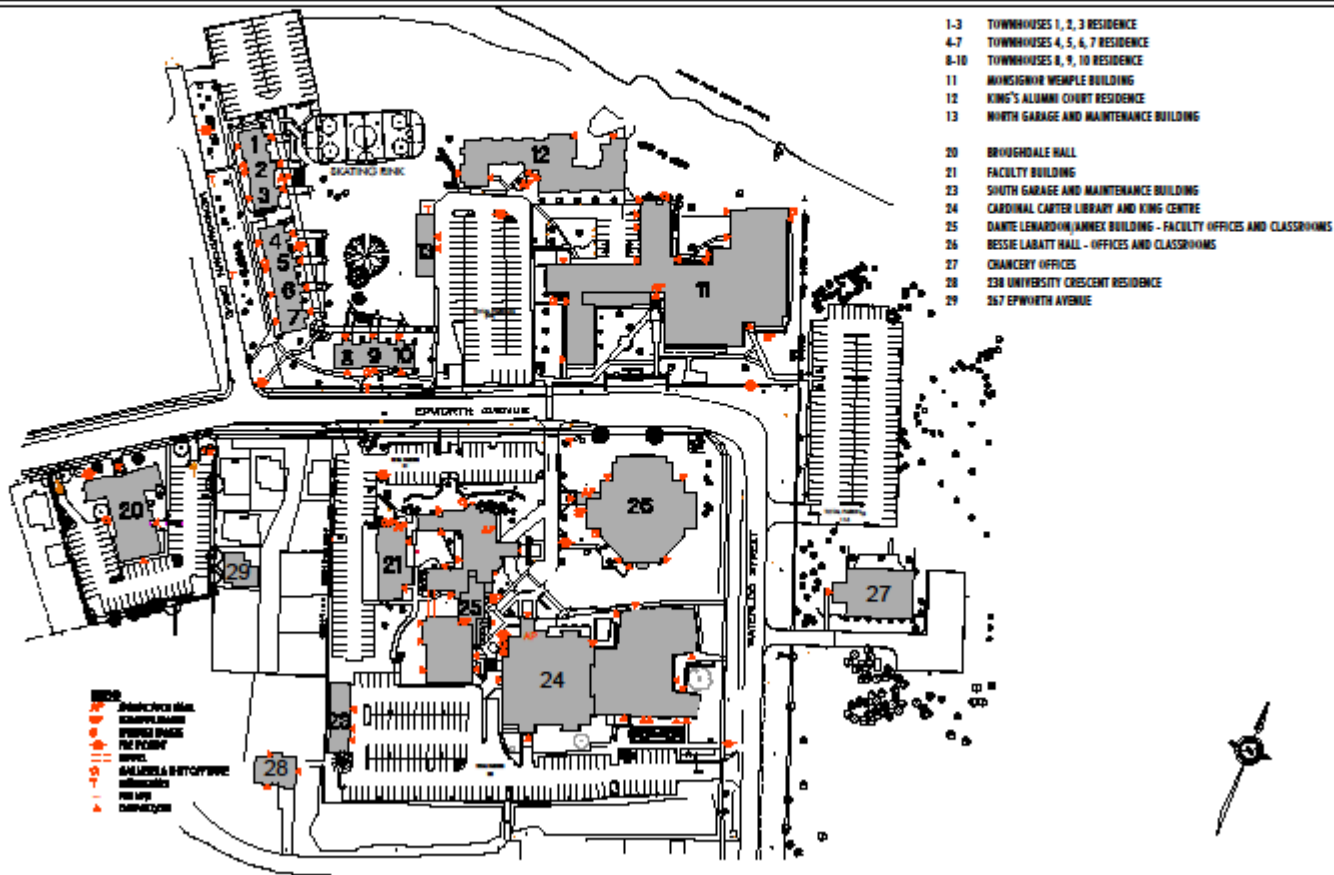 1-3 TOWNHOUSES 1, 2, 3 RESIDENCE
4-7 TOWNHOUSES 4, 5, 6, 7 RESIDENCE
8-10 TOWNHOUSES 8, 9, 10 RESIDENCE
11 MONSIGNOR WEMPLE BUILDING
12 KING'S ALUMNI COURT RESIDENCE
13 NORTH GARAGE AND MAINTENANCE BUILDING
20 BROUGHDALE HALL
21 FACULTY BUILDING
23 SOUTH GARAGE AND MAINTENANCE BUILDING
24 CARDINAL CARTER LIBRARY AND KING CENTRE
25 DANTE LENARDON/ANNEX BUILDING - FACULTY OFFICES AND CLASSROOMS
26 BESSIE LABATT HALL - OFFICES AND CLASSROOMS
27 CHANCERY OFFICES
28 238 UNIVERSITY CRESCENT RESIDENCE
29 267 EPWORTH AVENUE
1
2
3
SKATING RINK
12
4
5
6
7
13
11
8 9 10
EPWORTH AVENUE
20
26
21
29
25
27
WATERLOO STREET
24
AP
23
28